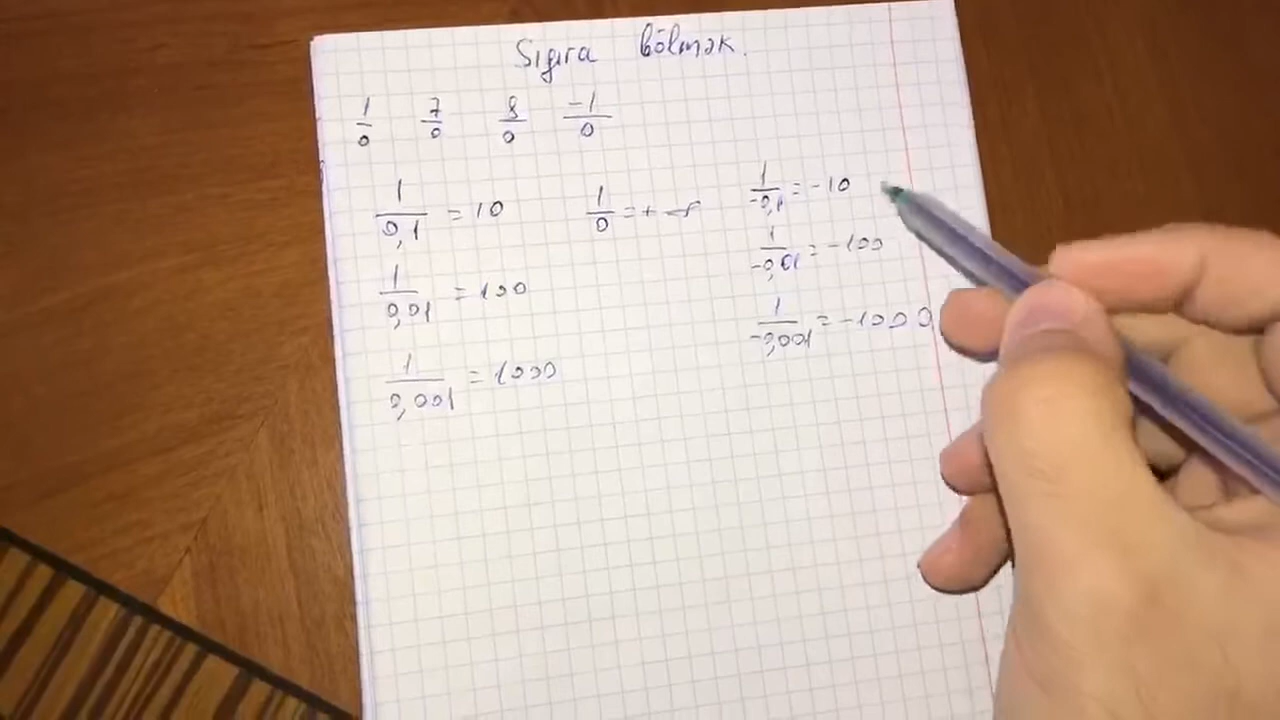 Sıfıra bölmək.
1/0 7/0 8/0 -1/0
1/0,1 = 10
1/0,01 = 100
1/0,001 = 1000
1/0 = + ∞
1/-0,1 = -10
1/-0,01 = -100
1/-0,001 = -1000